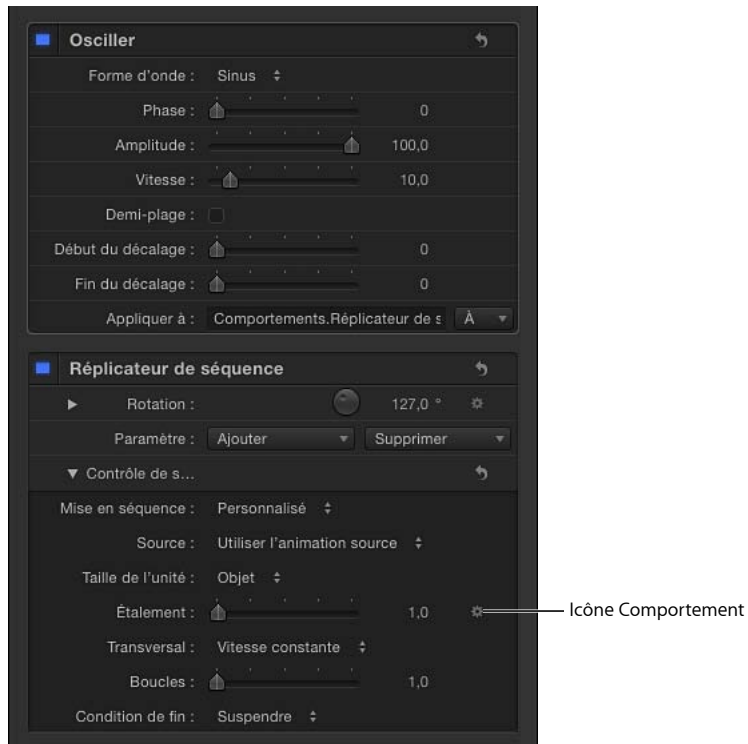 Osciller
Forme d'onde : Sinus
Phase : 0
Amplitude : 100,0
Vitesse : 10,0
Demi-plage :
Début du décalage : 0
Fin du décalage : 0
Appliquer à : Comportements.Réplicateur de s À
Réplicateur de séquence
Rotation : 127,0 °
Paramètre : Ajouter Supprimer
Contrôle de s...
Mise en séquence : Personnalisé
Source : Utiliser l'animation source
Taille de l'unité : Objet
Étalement : 1,0 Icône Comportement
Transversal : Vitesse constante
Boucles : 1,0
Condition de fin : Suspendre